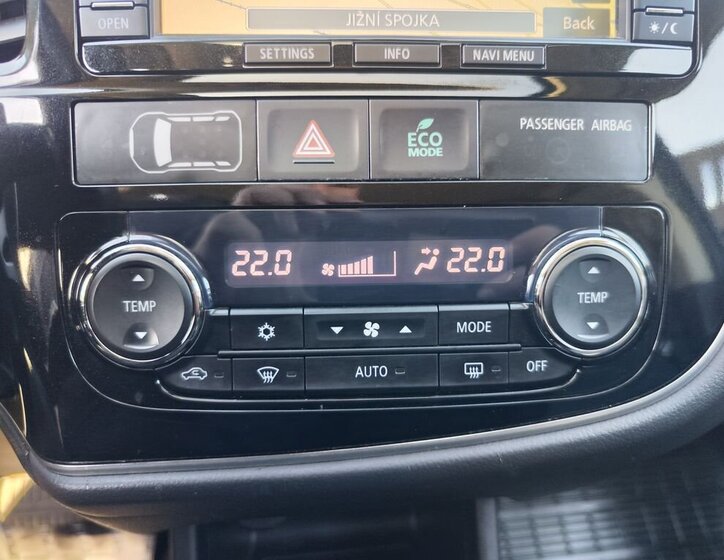 JIŽNÍ SPOJKA Back
OPEN
SETTINGS INFO NAVI MENU
ECO MODE
PASSENGER AIRBAG
22.0 22.0
TEMP
TEMP
MODE
AUTO
OFF